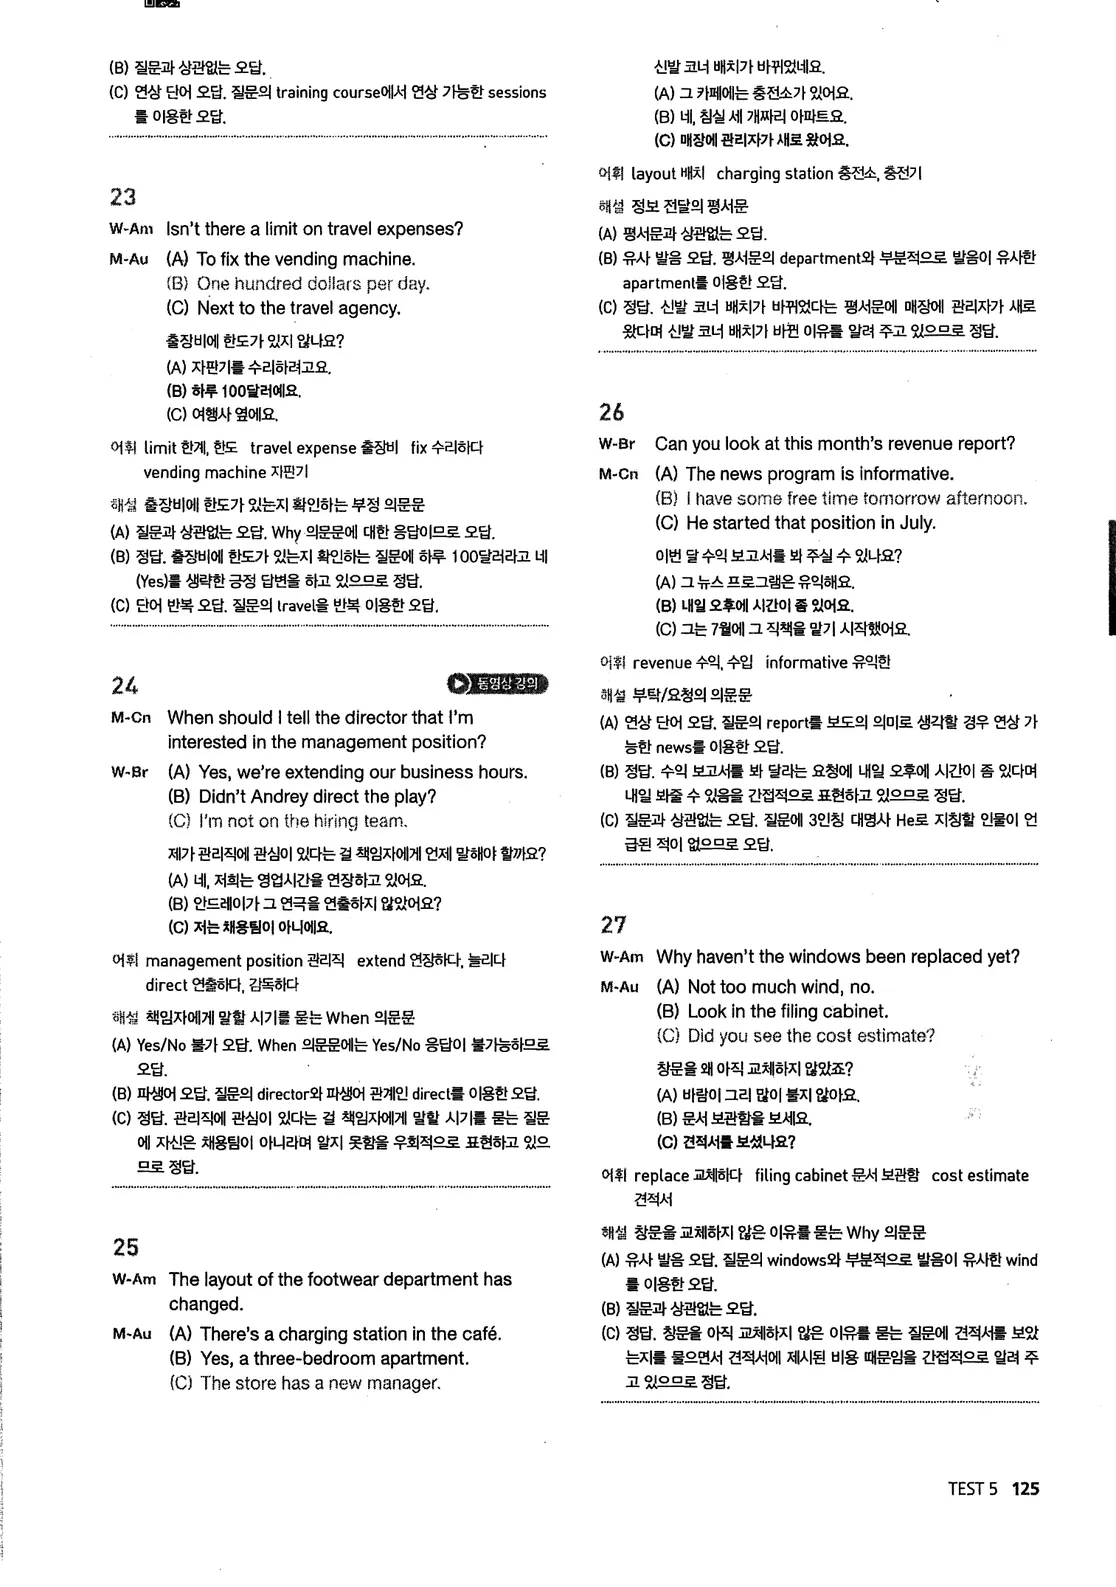 (B) 질문과 상관없는 오답.
(C) 연상 단어 오답. 질문의 training course에서 연상 가능한 sessions
를 이용한 오답.
23
W-Am Isn't there a limit on travel expenses?
M-Au (A) To fix the vending machine.
(B) One hundred dollars per day.
(C) Next to the travel agency.
출장비에 한도가 있지 않나요?
(A) 자판기를 수리하려고요.
(B) 하루 100달러예요.
(C) 여행사 옆에요.
어휘 limit 한계, 한도 travel expense 출장비 fix 수리하다
vending machine 자판기
해설 출장비에 한도가 있는지 확인하는 부정 의문문
(A) 질문과 상관없는 오답. Why 의문문에 대한 응답이므로 오답.
(B) 정답. 출장비에 한도가 있는지 확인하는 질문에 하루 100달러라고 네
(Yes)를 생략한 긍정 답변을 하고 있으므로 정답.
(C) 단어 반복 오답. 질문의 travel을 반복 이용한 오답.
24 동영상 강의
M-Cn When should I tell the director that I'm
interested in the management position?
W-Br (A) Yes, we're extending our business hours.
(B) Didn't Andrey direct the play?
(C) I'm not on the hiring team.
제가 관리직에 관심이 있다는 걸 책임자에게 언제 말해야 할까요?
(A) 네, 저희는 영업시간을 연장하고 있어요.
(B) 안드레이가 그 연극을 연출하지 않았어요?
(C) 저는 채용팀이 아니에요.
어휘 management position 관리직 extend 연장하다, 늘리다
direct 연출하다, 감독하다
해설 책임자에게 말할 시기를 묻는 When 의문문
(A) Yes/No 불가 오답. When 의문문에는 Yes/No 응답이 불가능하므로
오답.
(B) 파생어 오답. 질문의 director와 파생어 관계인 direct를 이용한 오답.
(C) 정답. 관리직에 관심이 있다는 걸 책임자에게 말할 시기를 묻는 질문
에 자신은 채용팀이 아니라며 알지 못함을 우회적으로 표현하고 있으
므로 정답.
25
W-Am The layout of the footwear department has
changed.
M-Au (A) There's a charging station in the café.
(B) Yes, a three-bedroom apartment.
(C) The store has a new manager.
신발 코너 배치가 바뀌었네요.
(A) 그 카페에는 충전소가 있어요.
(B) 네, 침실 세 개짜리 아파트요.
(C) 매장에 관리자가 새로 왔어요.
어휘 layout 배치 charging station 충전소, 충전기
해설 정보 전달의 평서문
(A) 평서문과 상관없는 오답.
(B) 유사 발음 오답. 평서문의 department와 부분적으로 발음이 유사한
apartment를 이용한 오답.
(C) 정답. 신발 코너 배치가 바뀌었다는 평서문에 매장에 관리자가 새로
왔다며 신발 코너 배치가 바뀐 이유를 알려 주고 있으므로 정답.
26
W-Br Can you look at this month's revenue report?
M-Cn (A) The news program is informative.
(B) I have some free time tomorrow afternoon.
(C) He started that position in July.
이번 달 수익 보고서를 봐 주실 수 있나요?
(A) 그 뉴스 프로그램은 유익해요.
(B) 내일 오후에 시간이 좀 있어요.
(C) 그는 7월에 그 직책을 맡기 시작했어요.
어휘 revenue 수익, 수입 informative 유익한
해설 부탁/요청의 의문문
(A) 연상 단어 오답. 질문의 report를 보도의 의미로 생각할 경우 연상 가
능한 news를 이용한 오답.
(B) 정답. 수익 보고서를 봐 달라는 요청에 내일 오후에 시간이 좀 있다며
내일 봐줄 수 있음을 간접적으로 표현하고 있으므로 정답.
(C) 질문과 상관없는 오답. 질문에 3인칭 대명사 He로 지칭할 인물이 언
급된 적이 없으므로 오답.
27
W-Am Why haven't the windows been replaced yet?
M-Au (A) Not too much wind, no.
(B) Look in the filing cabinet.
(C) Did you see the cost estimate?
창문을 왜 아직 교체하지 않았죠?
(A) 바람이 그리 많이 불지 않아요.
(B) 문서 보관함을 보세요.
(C) 견적서를 보셨나요?
어휘 replace 교체하다 filing cabinet 문서 보관함 cost estimate
견적서
해설 창문을 교체하지 않은 이유를 묻는 Why 의문문
(A) 유사 발음 오답. 질문의 windows와 부분적으로 발음이 유사한 wind
를 이용한 오답.
(B) 질문과 상관없는 오답.
(C) 정답. 창문을 아직 교체하지 않은 이유를 묻는 질문에 견적서를 보았
는지를 물으면서 견적서에 제시된 비용 때문임을 간접적으로 알려 주
고 있으므로 정답.
TEST 5 125